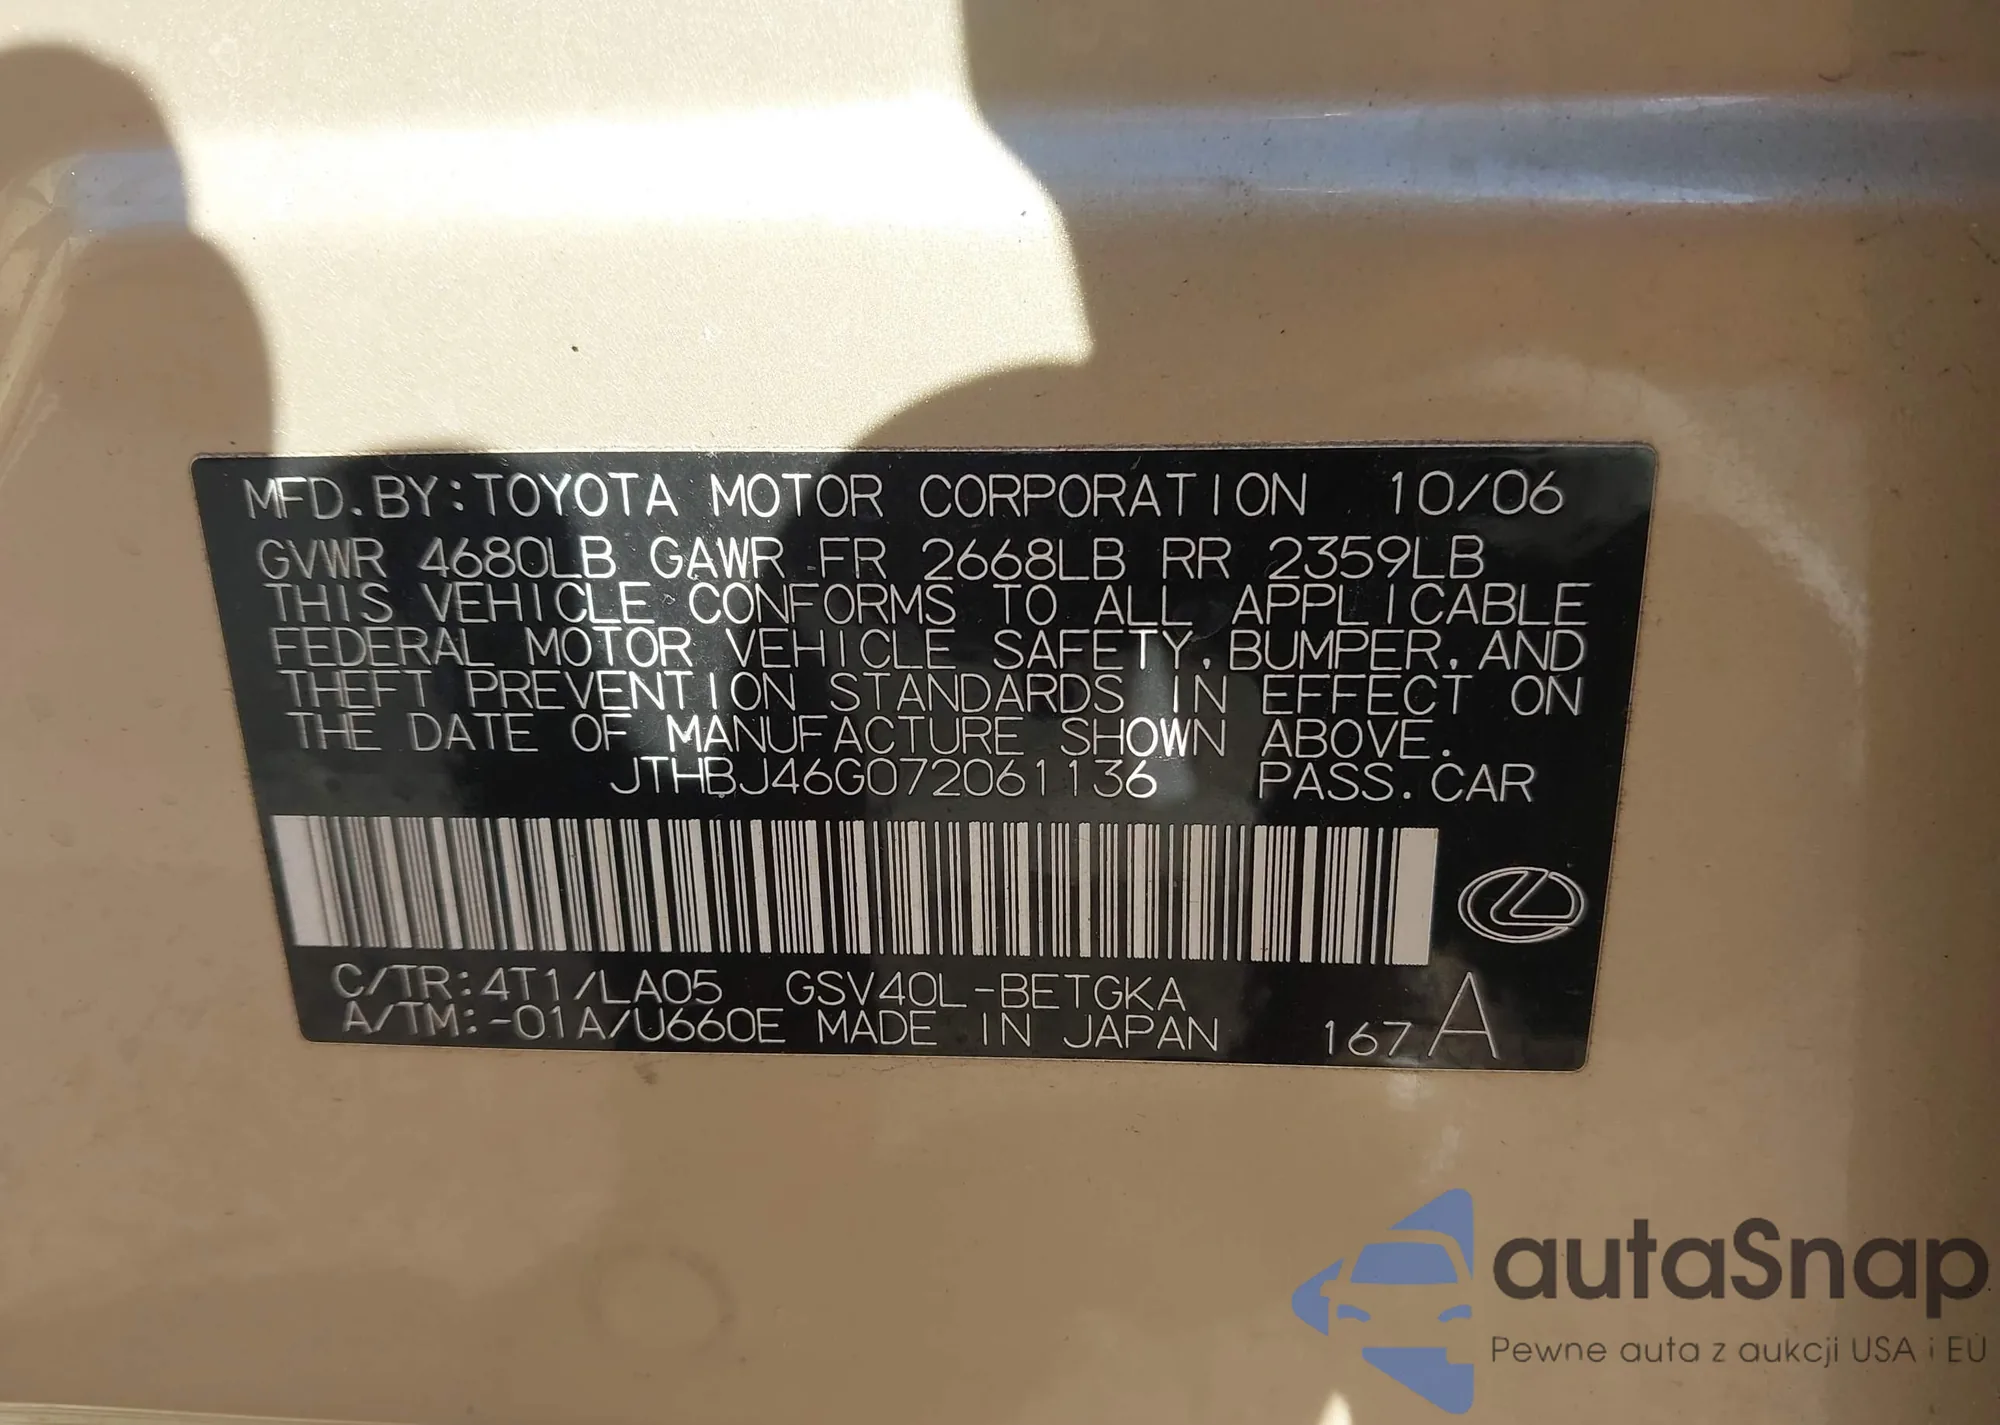 MFD.BY:TOYOTA MOTOR CORPORATION 10/06
GVWR 4680LB GAWR FR 2668LB RR 2359LB
THIS VEHICLE CONFORMS TO ALL APPLICABLE
FEDERAL MOTOR VEHICLE SAFETY, BUMPER, AND
THEFT PREVENTION STANDARDS IN EFFECT ON
THE DATE OF MANUFACTURE SHOWN ABOVE.
JTHBJ46G072061136 PASS.CAR
C/TR:4T1/LA05 GSV40L-BETGKA
A/TM:-01A/U660E MADE IN JAPAN 167 A
autaSnap
Pewne auta z aukcji USA i EU